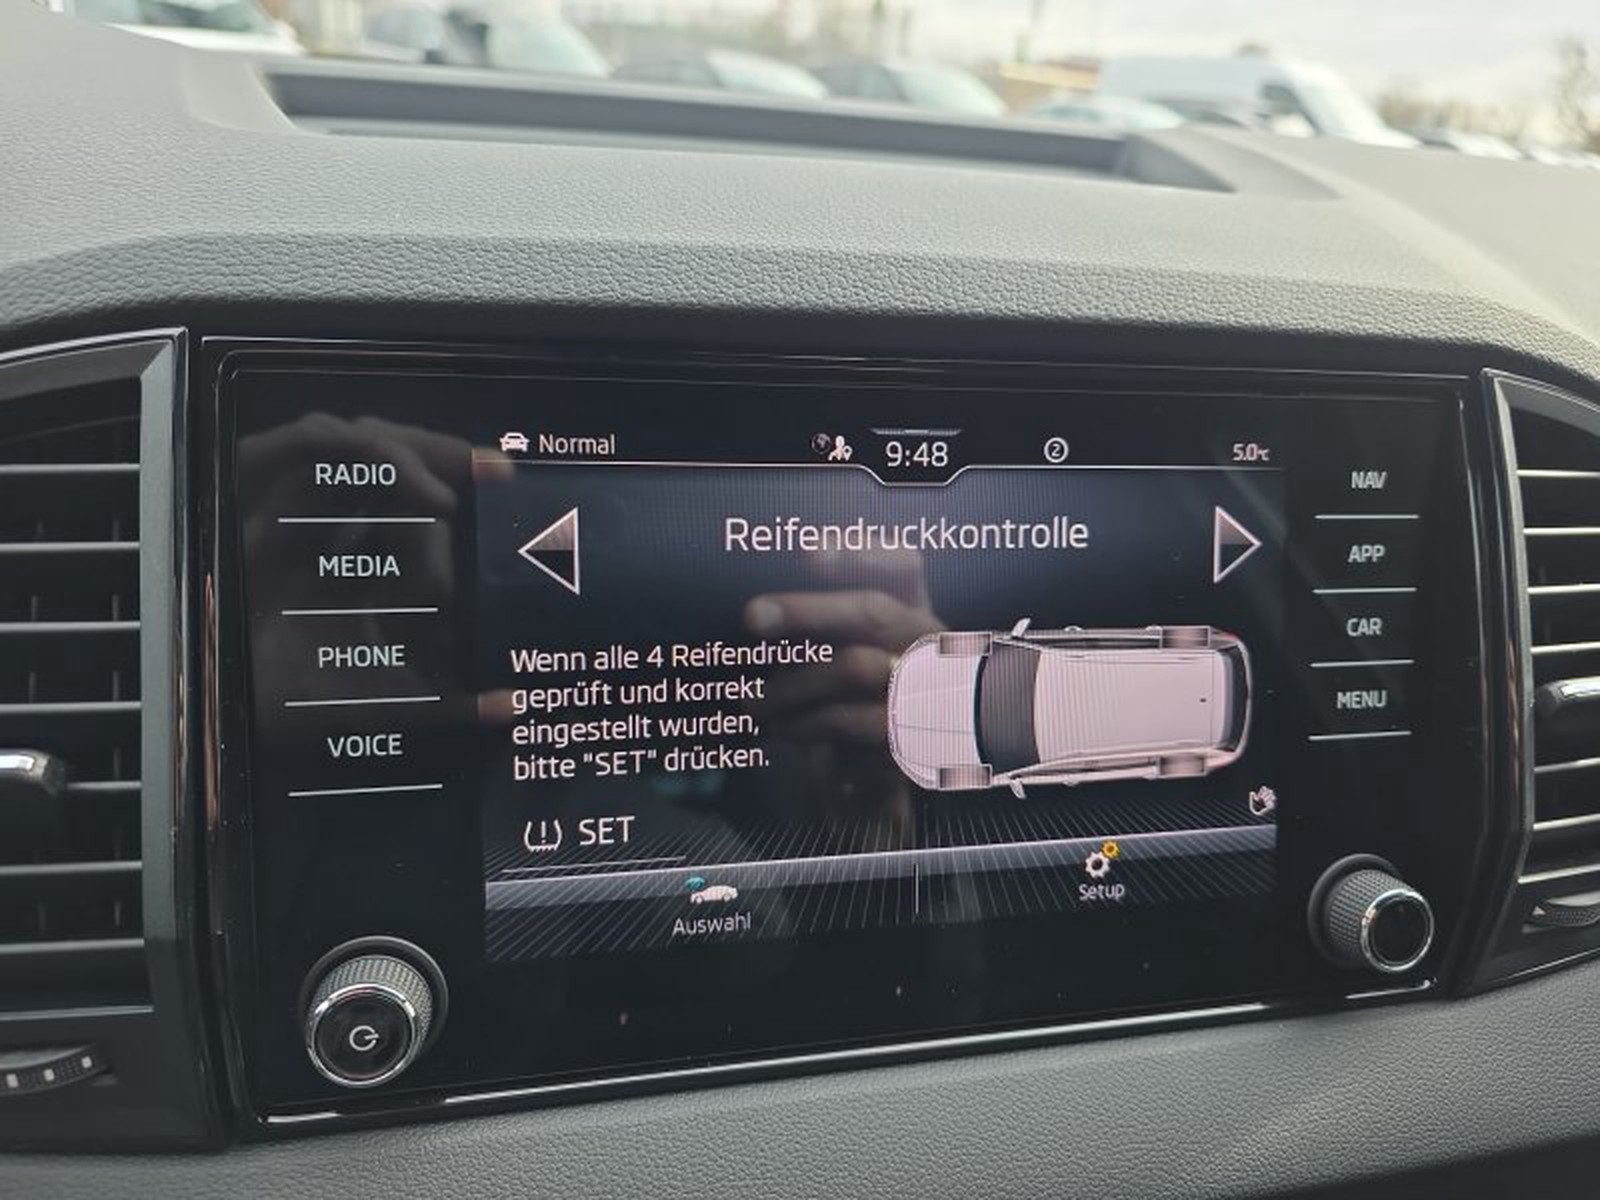 Normal
9:48
2
5.0°C
RADIO
MEDIA
PHONE
VOICE
Reifendruckkontrolle
Wenn alle 4 Reifendrücke
geprüft und korrekt
eingestellt wurden,
bitte "SET" drücken.
SET
Auswahl
Setup
NAV
APP
CAR
MENU